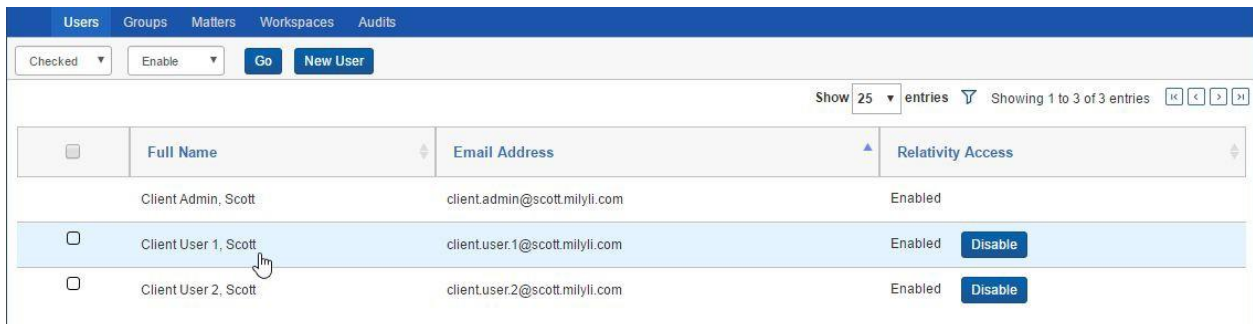 Users Groups Matters Workspaces Audits
Checked Enable Go New User
Show 25 entries Showing 1 to 3 of 3 entries
Full Name Email Address Relativity Access
Client Admin, Scott client.admin@scott.milyli.com Enabled
Client User 1, Scott client.user.1@scott.milyli.com Enabled Disable
Client User 2, Scott client.user.2@scott.milyli.com Enabled Disable